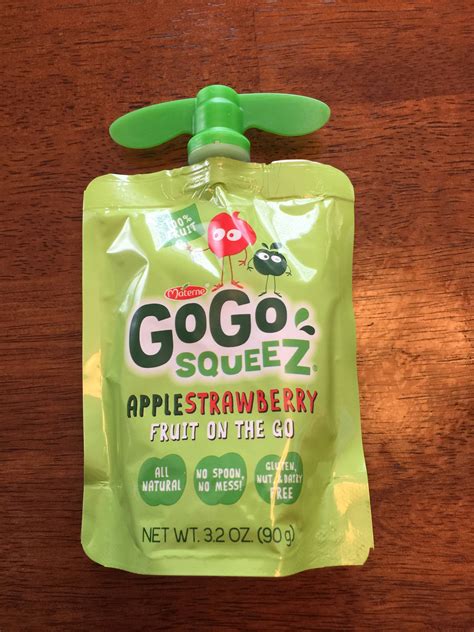 100%
FRUIT
Materne
GOGO
SQUEEZ®
APPLESTRAWBERRY
FRUIT ON THE GO
ALL
NATURAL
NO SPOON,
NO MESS!
GLUTEN,
NUT, & DAIRY
FREE
NET WT. 3.2 OZ. (90g)